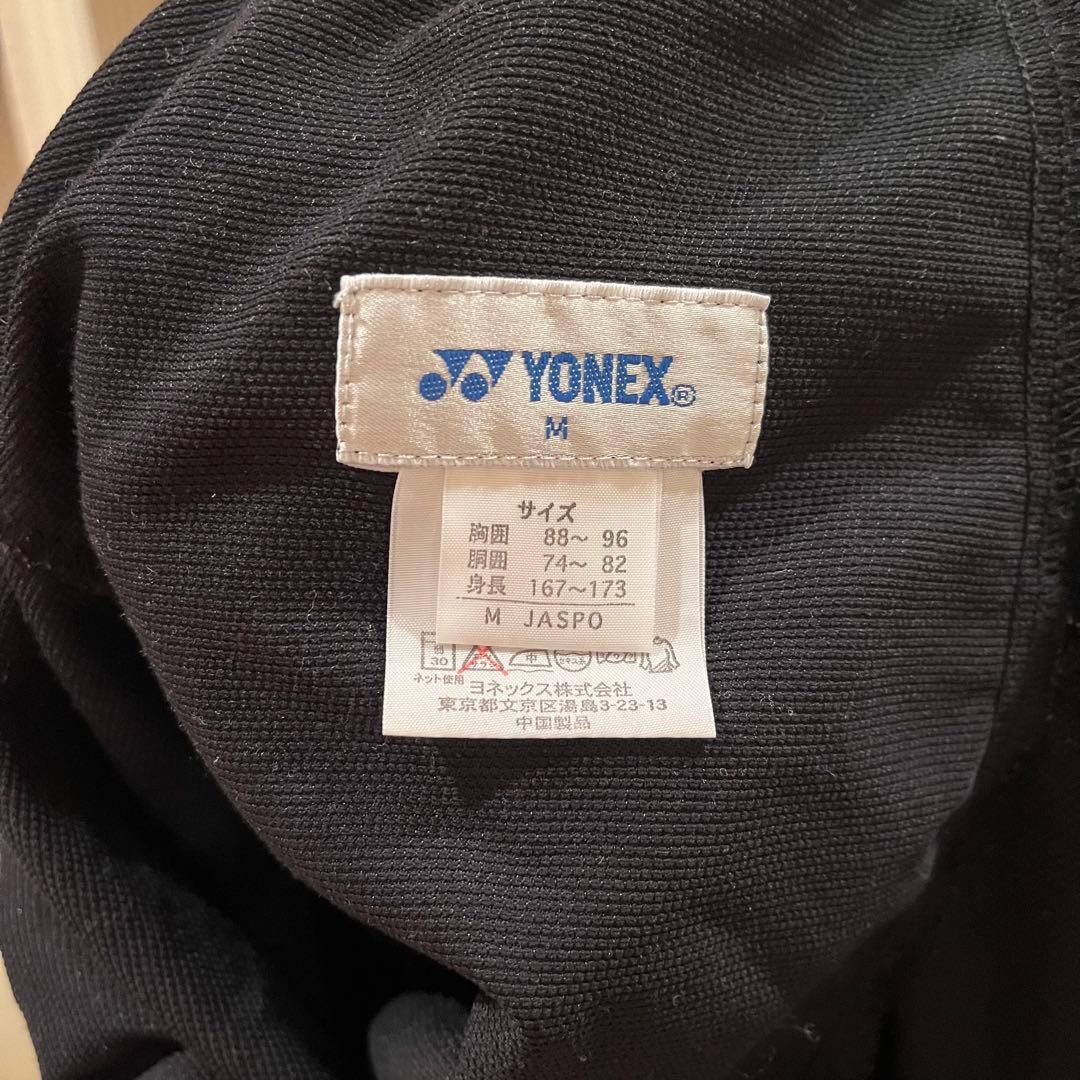 YONEX®
M
サイズ
胸囲 88〜 96
胴囲 74〜 82
身長 167〜173
M JASPO
30 中
ネット使用
ヨネックス株式会社
東京都文京区湯島3-23-13
中国製品